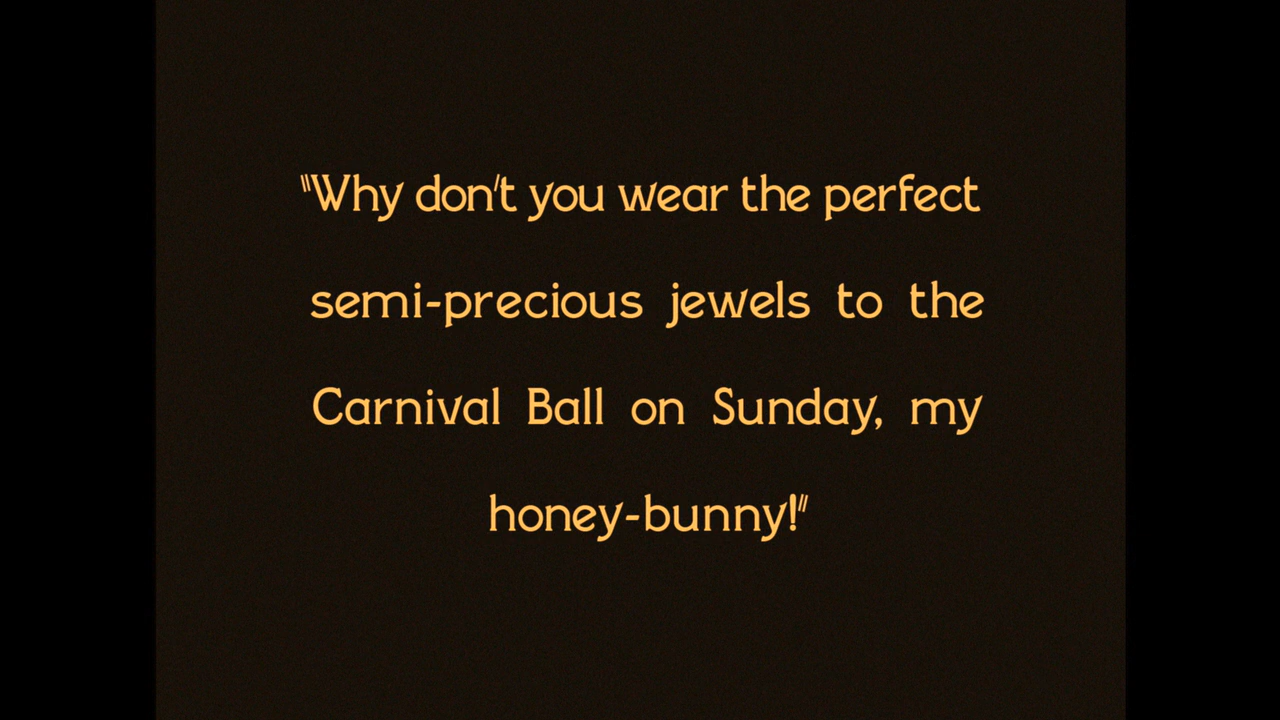 "Why don't you wear the perfect
semi-precious jewels to the
Carnival Ball on Sunday, my
honey-bunny!"